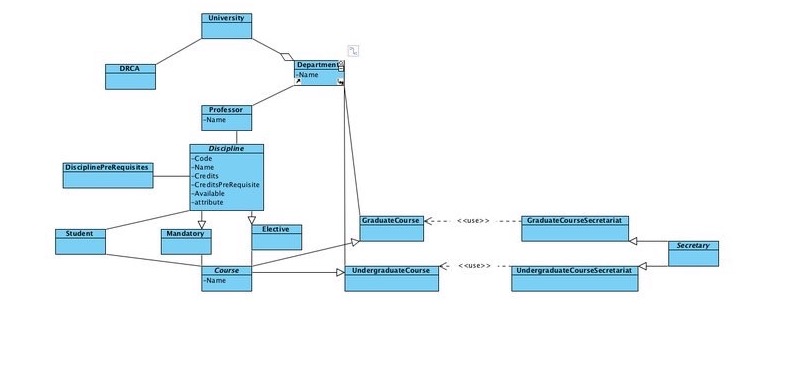 University
DRCA
Department
-Name
Professor
-Name
Discipline
-Code
-Name
-Credits
-CreditsPreRequisite
-Available
-attribute
DisciplinePreRequisites
Student
Mandatory
Elective
GraduateCourse
<<use>>
GraduateCourseSecretariat
Secretary
Course
-Name
UndergraduateCourse
<<use>>
UndergraduateCourseSecretariat